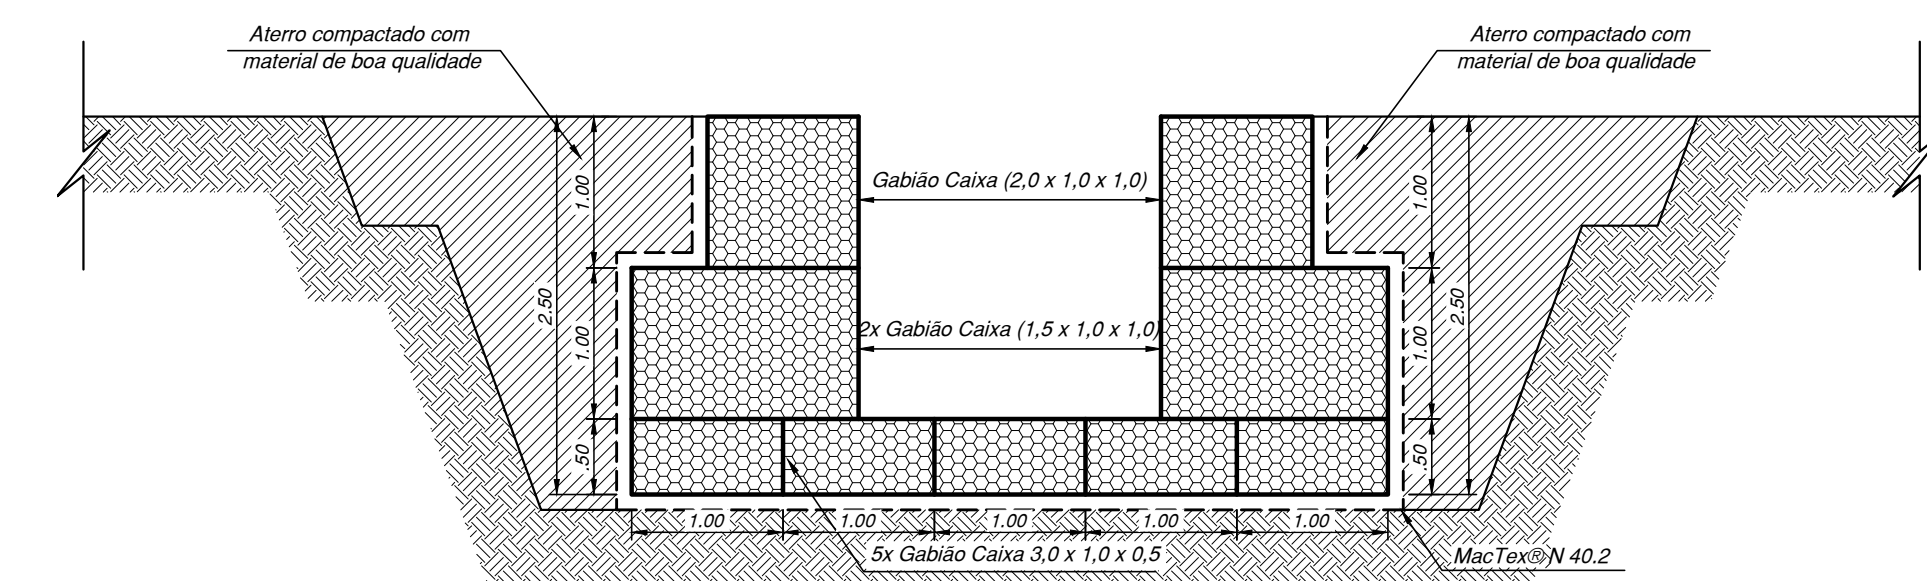 Aterro compactado com
material de boa qualidade
Aterro compactado com
material de boa qualidade
Gabião Caixa (2,0 x 1,0 x 1,0)
1.00
1.00
2.50
2.50
2x Gabião Caixa (1,5 x 1,0 x 1,0)
1.00
1.00
.50
.50
1.00
1.00
1.00
1.00
1.00
5x Gabião Caixa 3,0 x 1,0 x 0,5
MacTex® N 40.2